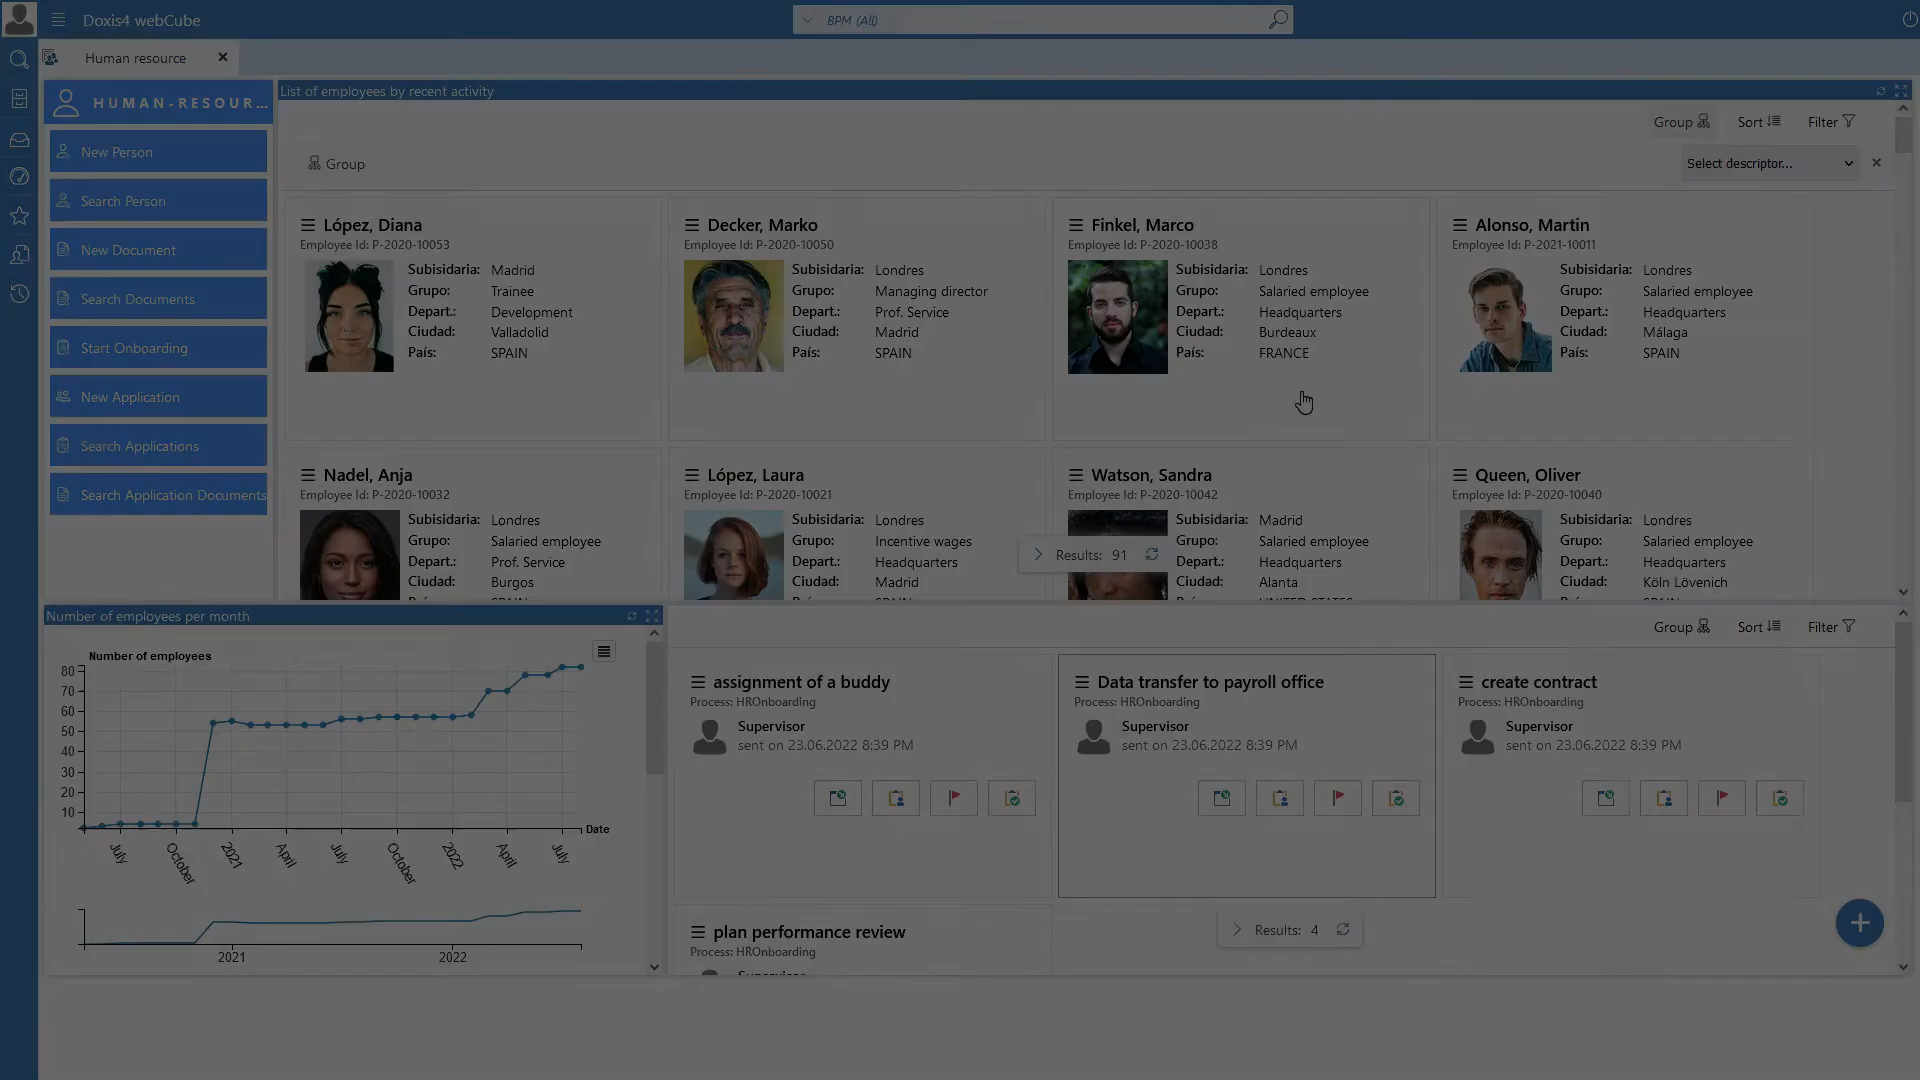 Doxis4 webCube
BPM (All)
Human resource
HUMAN-RESOUR...
New Person
Search Person
New Document
Search Documents
Start Onboarding
New Application
Search Applications
Search Application Documents
List of employees by recent activity
Group
Sort
Filter
Group
Select descriptor...
López, Diana
Employee Id: P-2020-10053
Subisidaria: Madrid
Grupo: Trainee
Depart.: Development
Ciudad: Valladolid
País: SPAIN
Decker, Marko
Employee Id: P-2020-10050
Subisidaria: Londres
Grupo: Managing director
Depart.: Prof. Service
Ciudad: Madrid
País: SPAIN
Finkel, Marco
Employee Id: P-2020-10038
Subisidaria: Londres
Grupo: Salaried employee
Depart.: Headquarters
Ciudad: Burdeaux
País: FRANCE
Alonso, Martin
Employee Id: P-2021-10011
Subisidaria: Londres
Grupo: Salaried employee
Depart.: Headquarters
Ciudad: Málaga
País: SPAIN
Nadel, Anja
Employee Id: P-2020-10032
Subisidaria: Londres
Grupo: Salaried employee
Depart.: Prof. Service
Ciudad: Burgos
López, Laura
Employee Id: P-2020-10021
Subisidaria: Londres
Grupo: Incentive wages
Depart.: Headquarters
Ciudad: Madrid
Watson, Sandra
Employee Id: P-2020-10042
Subisidaria: Madrid
Grupo: Salaried employee
Depart.: Headquarters
Ciudad: Alanta
Queen, Oliver
Employee Id: P-2020-10040
Subisidaria: Londres
Grupo: Salaried employee
Depart.: Headquarters
Ciudad: Köln Lövenich
Results: 91
Number of employees per month
Number of employees
80
70
60
50
40
30
20
10
Date
July
October
2021
April
July
October
2022
April
July
2021
2022
Group
Sort
Filter
assignment of a buddy
Process: HROnboarding
Supervisor
sent on 23.06.2022 8:39 PM
Data transfer to payroll office
Process: HROnboarding
Supervisor
sent on 23.06.2022 8:39 PM
create contract
Process: HROnboarding
Supervisor
sent on 23.06.2022 8:39 PM
plan performance review
Process: HROnboarding
Results: 4